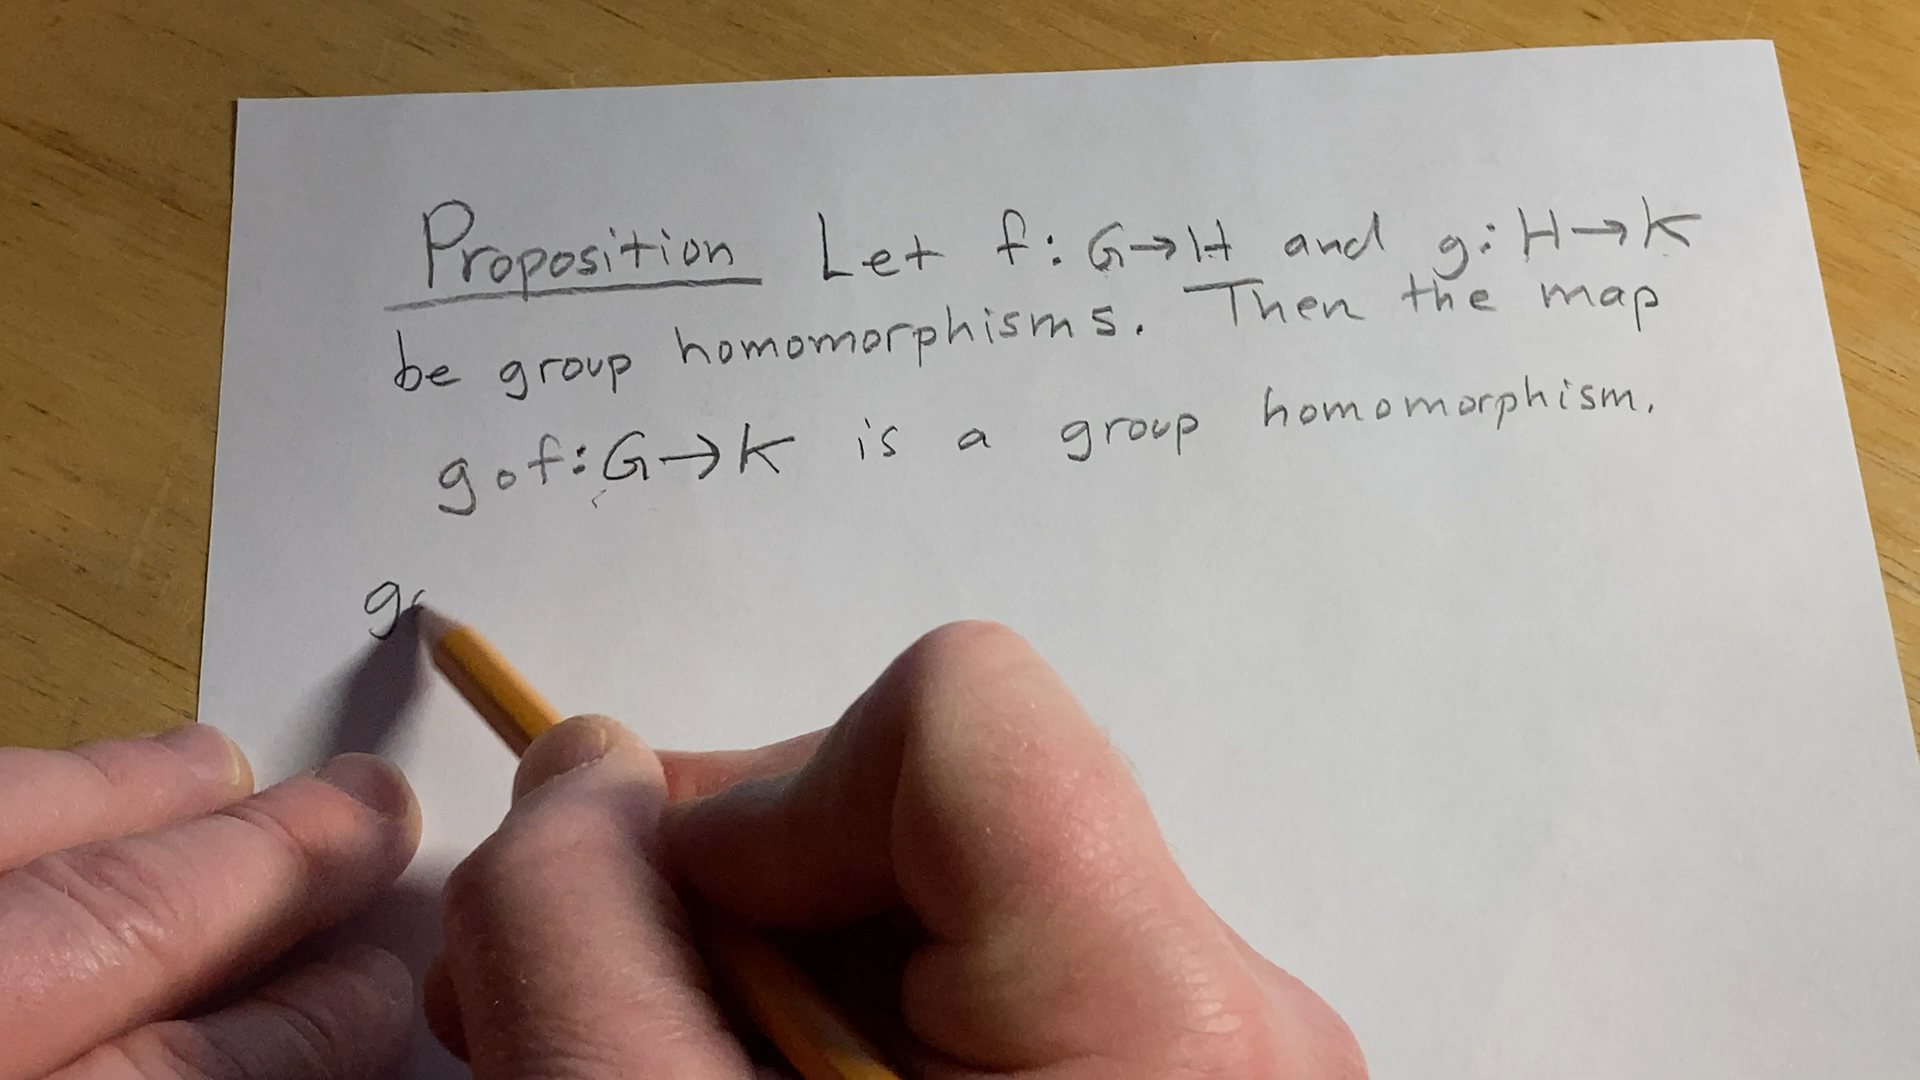 Proposition Let f: G→H and g: H→K
be group homomorphisms. Then the map
g∘f: G→K is a group homomorphism.
g